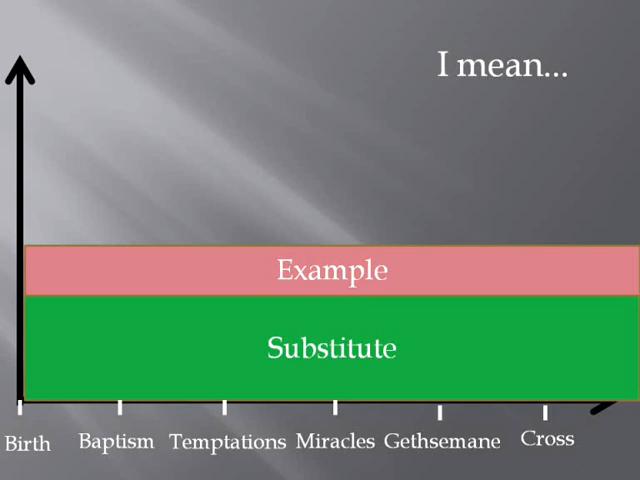 I mean...
Example
Substitute
Birth Baptism Temptations Miracles Gethsemane Cross